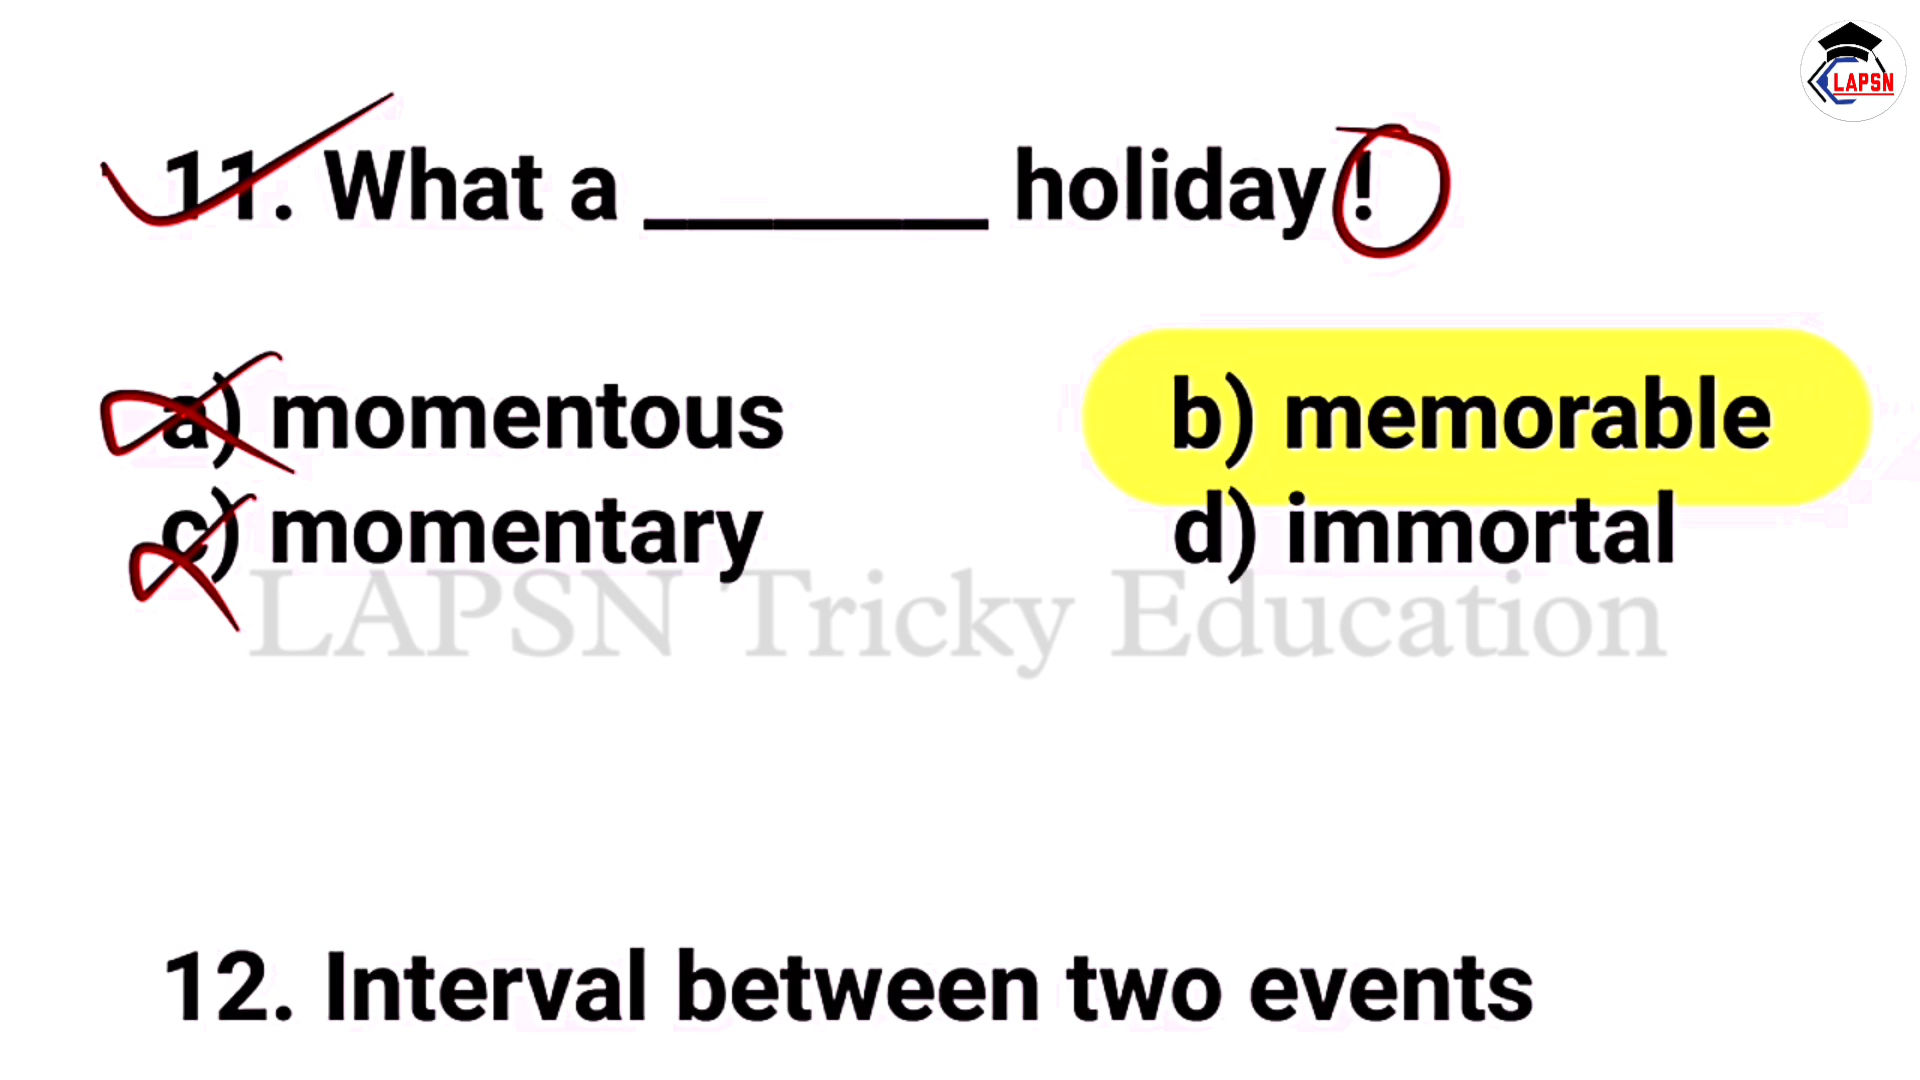 LAPSN
11. What a ________ holiday !
a) momentous b) memorable
c) momentary d) immortal
LAPSN Tricky Education
12. Interval between two events